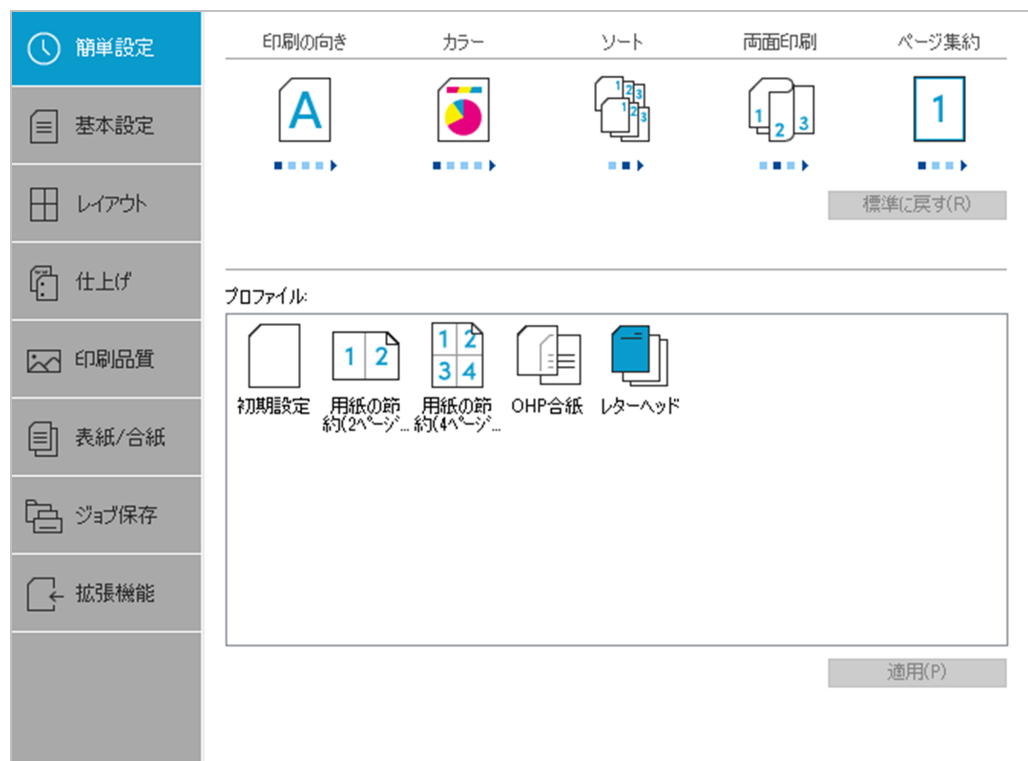 簡単設定
基本設定
レイアウト
仕上げ
印刷品質
表紙/合紙
ジョブ保存
拡張機能
印刷の向き
カラー
ソート
両面印刷
ページ集約
A
1 2 3
1 2 3
1 2 3
1
標準に戻す(R)
プロファイル:
1 2
1 2
3 4
初期設定
用紙の節
約(2ページ...
用紙の節
約(4ページ...
OHP合紙
レターヘッド
適用(P)